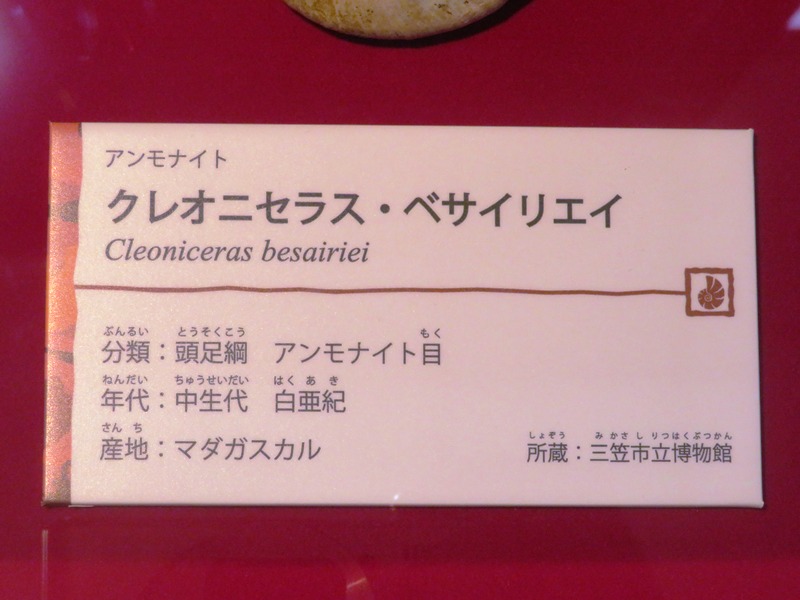 アンモナイト
クレオニセラス・ベサイリエイ
Cleoniceras besairiei
ぶんるい とうそくこう もく
分類：頭足綱 アンモナイト目
ねんだい ちゅうせいだい はくあき
年代：中生代 白亜紀
さんち
産地：マダガスカル
しょぞう みかさしりつはくぶつかん
所蔵：三笠市立博物館